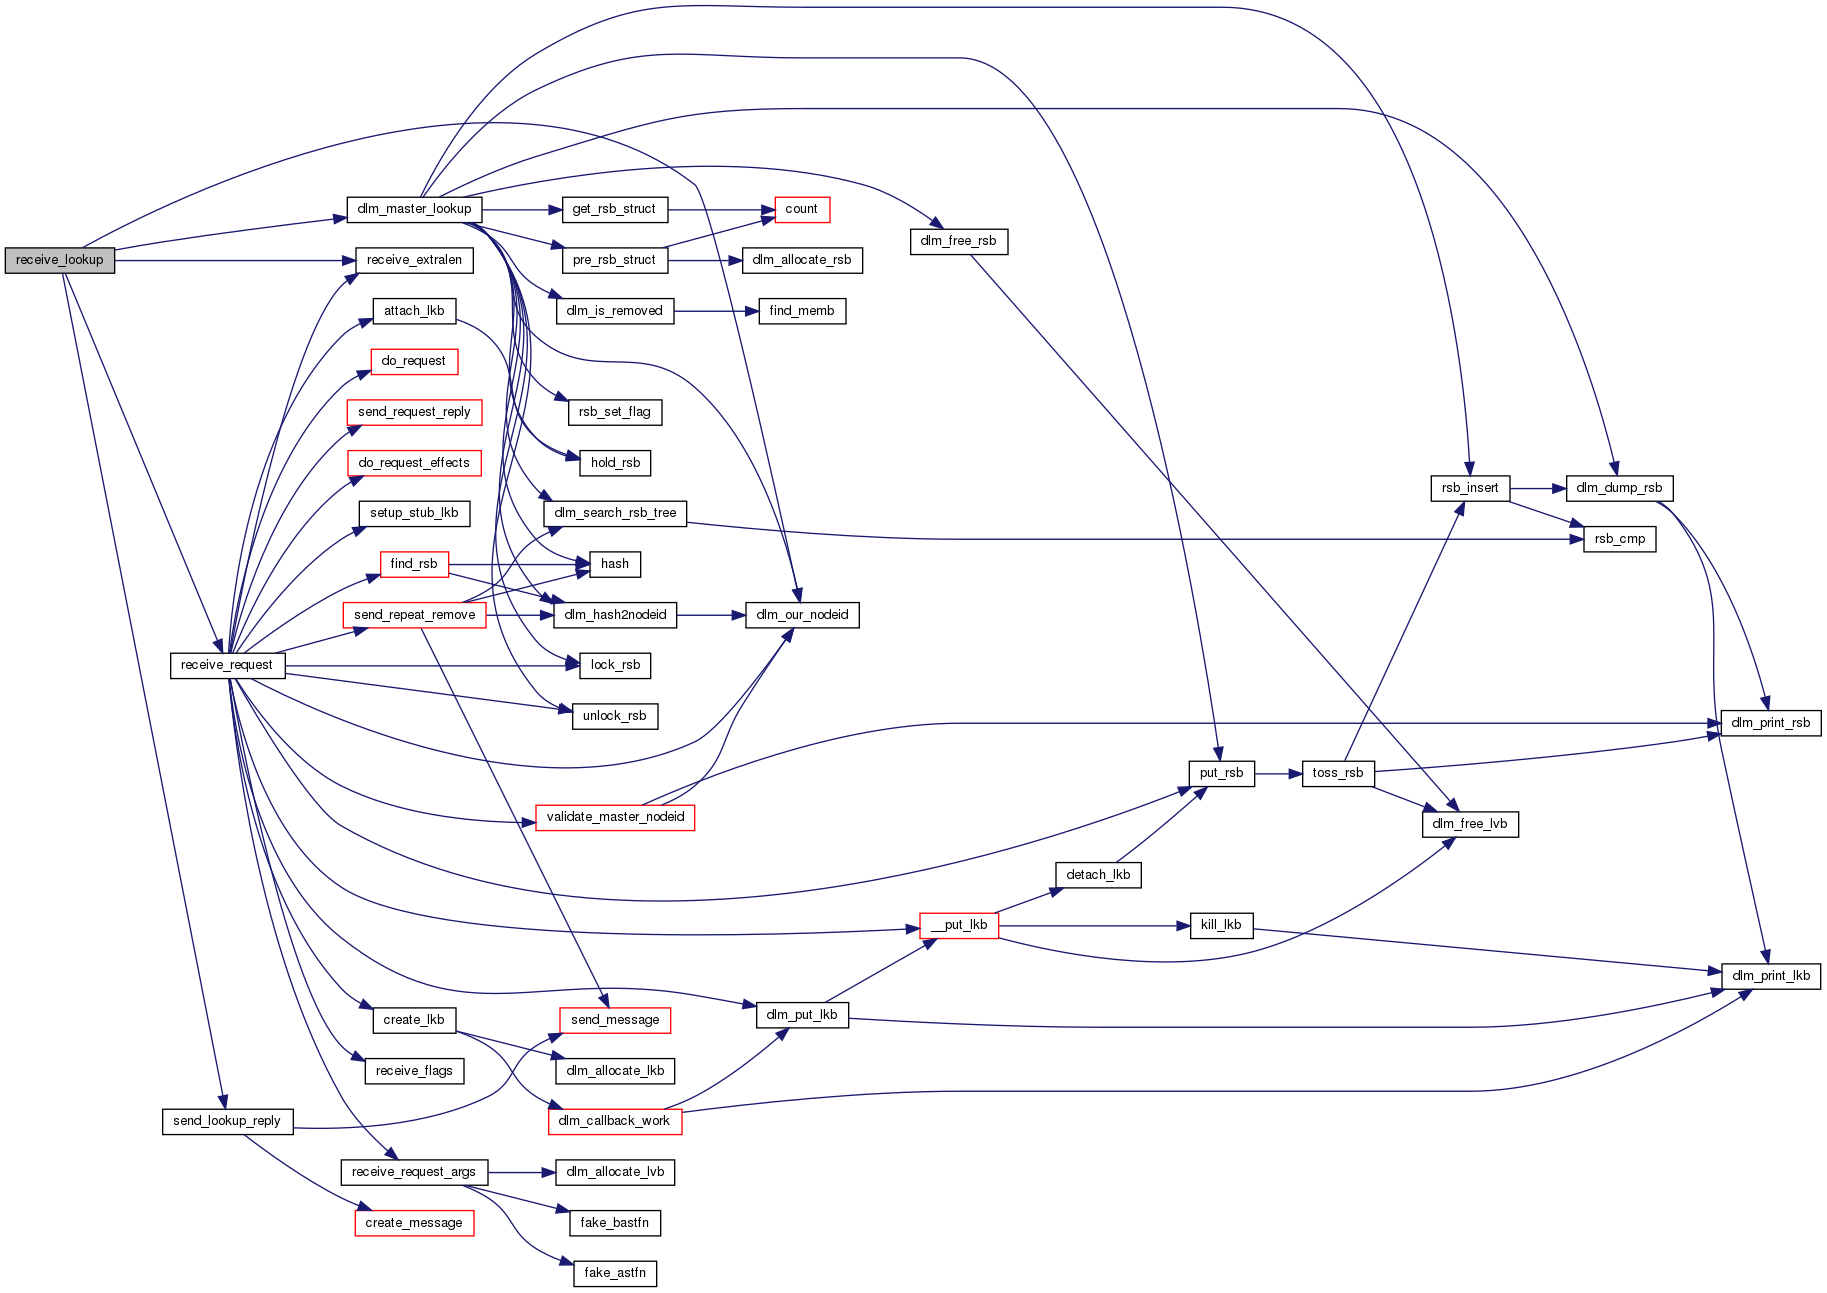 receive_lookup
dlm_master_lookup
receive_extralen
attach_lkb
do_request
send_request_reply
do_request_effects
setup_stub_lkb
find_rsb
send_repeat_remove
receive_request
create_lkb
receive_flags
send_lookup_reply
receive_request_args
create_message
get_rsb_struct
pre_rsb_struct
dlm_is_removed
rsb_set_flag
hold_rsb
dlm_search_rsb_tree
hash
dlm_hash2nodeid
lock_rsb
unlock_rsb
validate_master_nodeid
send_message
dlm_allocate_lkb
dlm_callback_work
dlm_allocate_lvb
fake_bastfn
fake_astfn
count
dlm_allocate_rsb
find_memb
dlm_our_nodeid
dlm_put_lkb
dlm_free_rsb
__put_lkb
detach_lkb
put_rsb
kill_lkb
toss_rsb
rsb_insert
dlm_free_lvb
dlm_dump_rsb
rsb_cmp
dlm_print_rsb
dlm_print_lkb